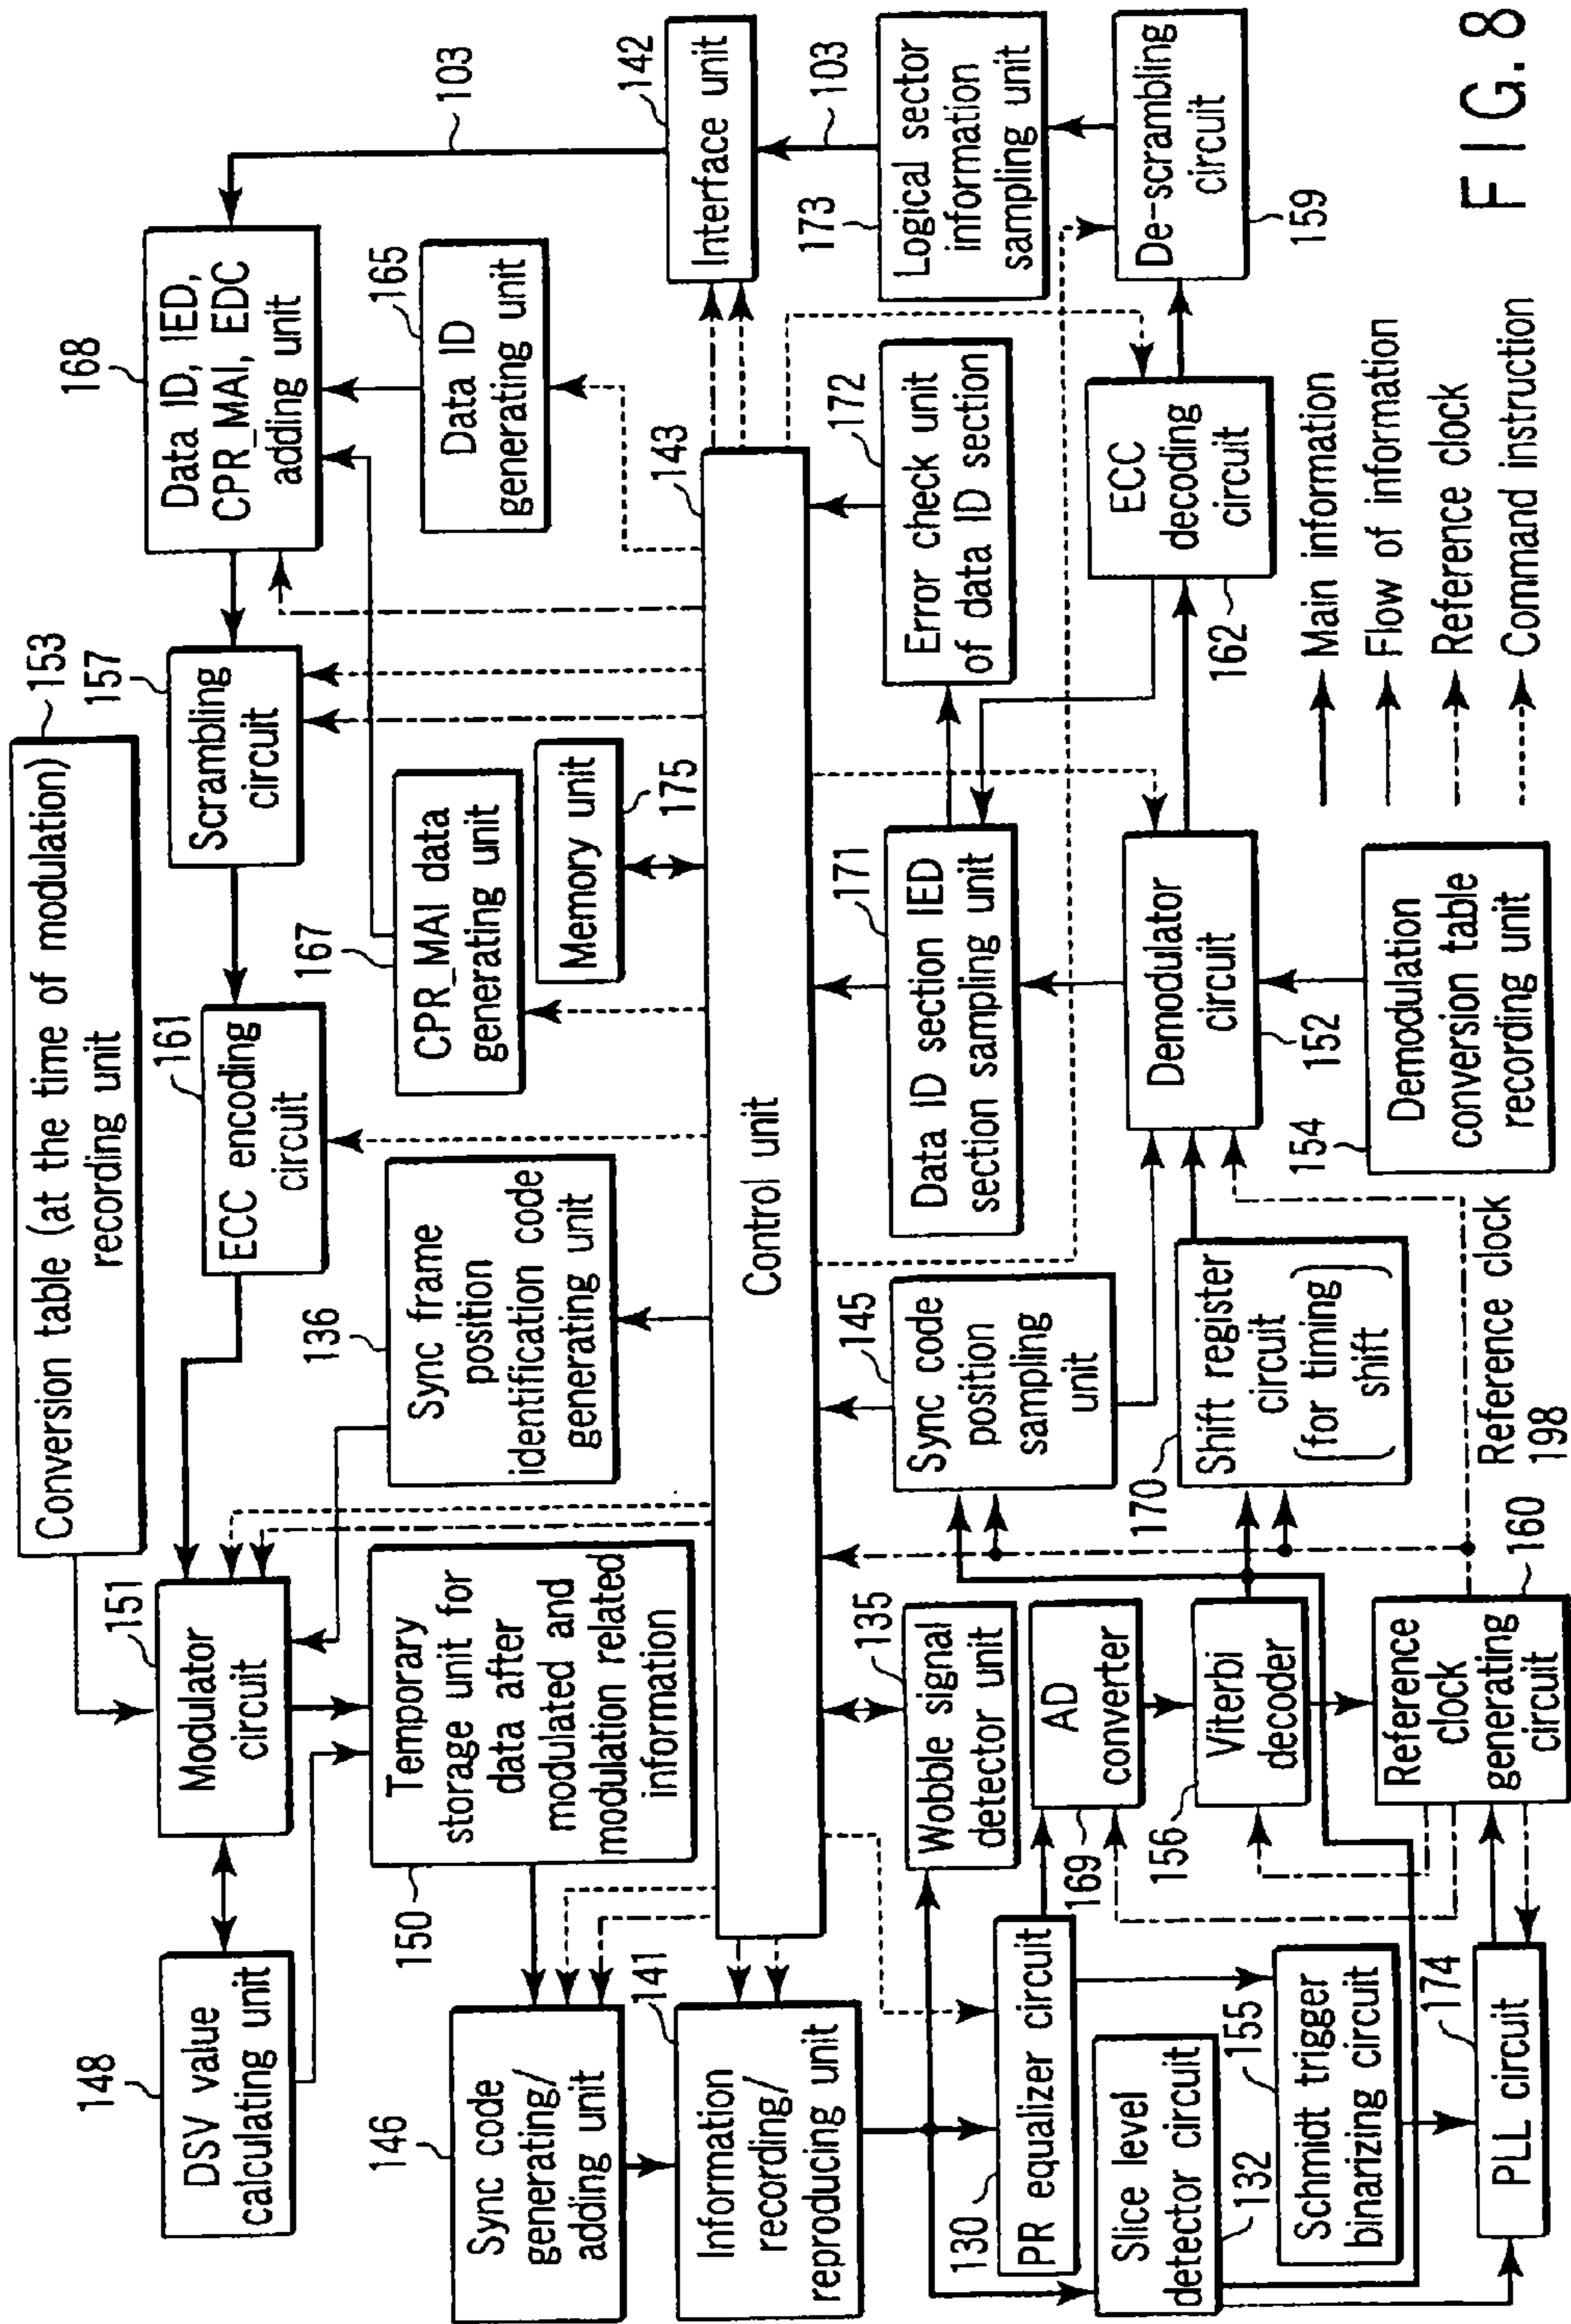 Conversion table (at the time of modulation)
recording unit
153
148
DSV value
calculating unit
151
Modulator
circuit
161
ECC encoding
circuit
157
Scrambling
circuit
168
Data ID, IED,
CPR_MAI, EDC
adding unit
103
146
Sync code
generating/
adding unit
150
Temporary
storage unit for
data after
modulated and
modulation related
information
136
Sync frame
position
identification code
generating unit
167
CPR_MAI data
generating unit
Memory unit
175
165
Data ID
generating unit
142
Interface unit
141
Information
recording/
reproducing unit
143
Control unit
130
PR equalizer circuit
135
Wobble signal
detector unit
145
Sync code
position
sampling
unit
171
Data ID section IED
section sampling unit
172
Error check unit
of data ID section
173
Logical sector
information
sampling unit
103
Slice level
detector circuit
132
AD
converter
169
Schmidt trigger
binarizing circuit
155
156
Viterbi
decoder
170
Shift register
circuit
(for timing
shift)
152
Demodulator
circuit
162
ECC
decoding
circuit
De-scrambling
circuit
159
PLL circuit
174
Reference
clock
generating
circuit
160
Reference clock
198
154
Demodulation
conversion table
recording unit
Main information
Flow of information
Reference clock
Command instruction
FIG.8